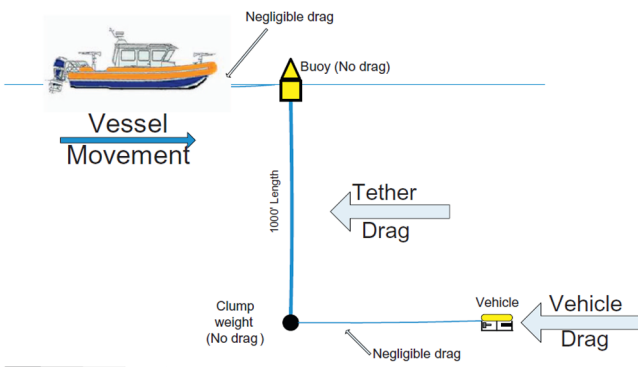 Negligible drag
Buoy (No drag)
Vessel
Movement
1000' Length
Tether
Drag
Clump
weight
(No drag )
Vehicle
Vehicle
Drag
Negligible drag